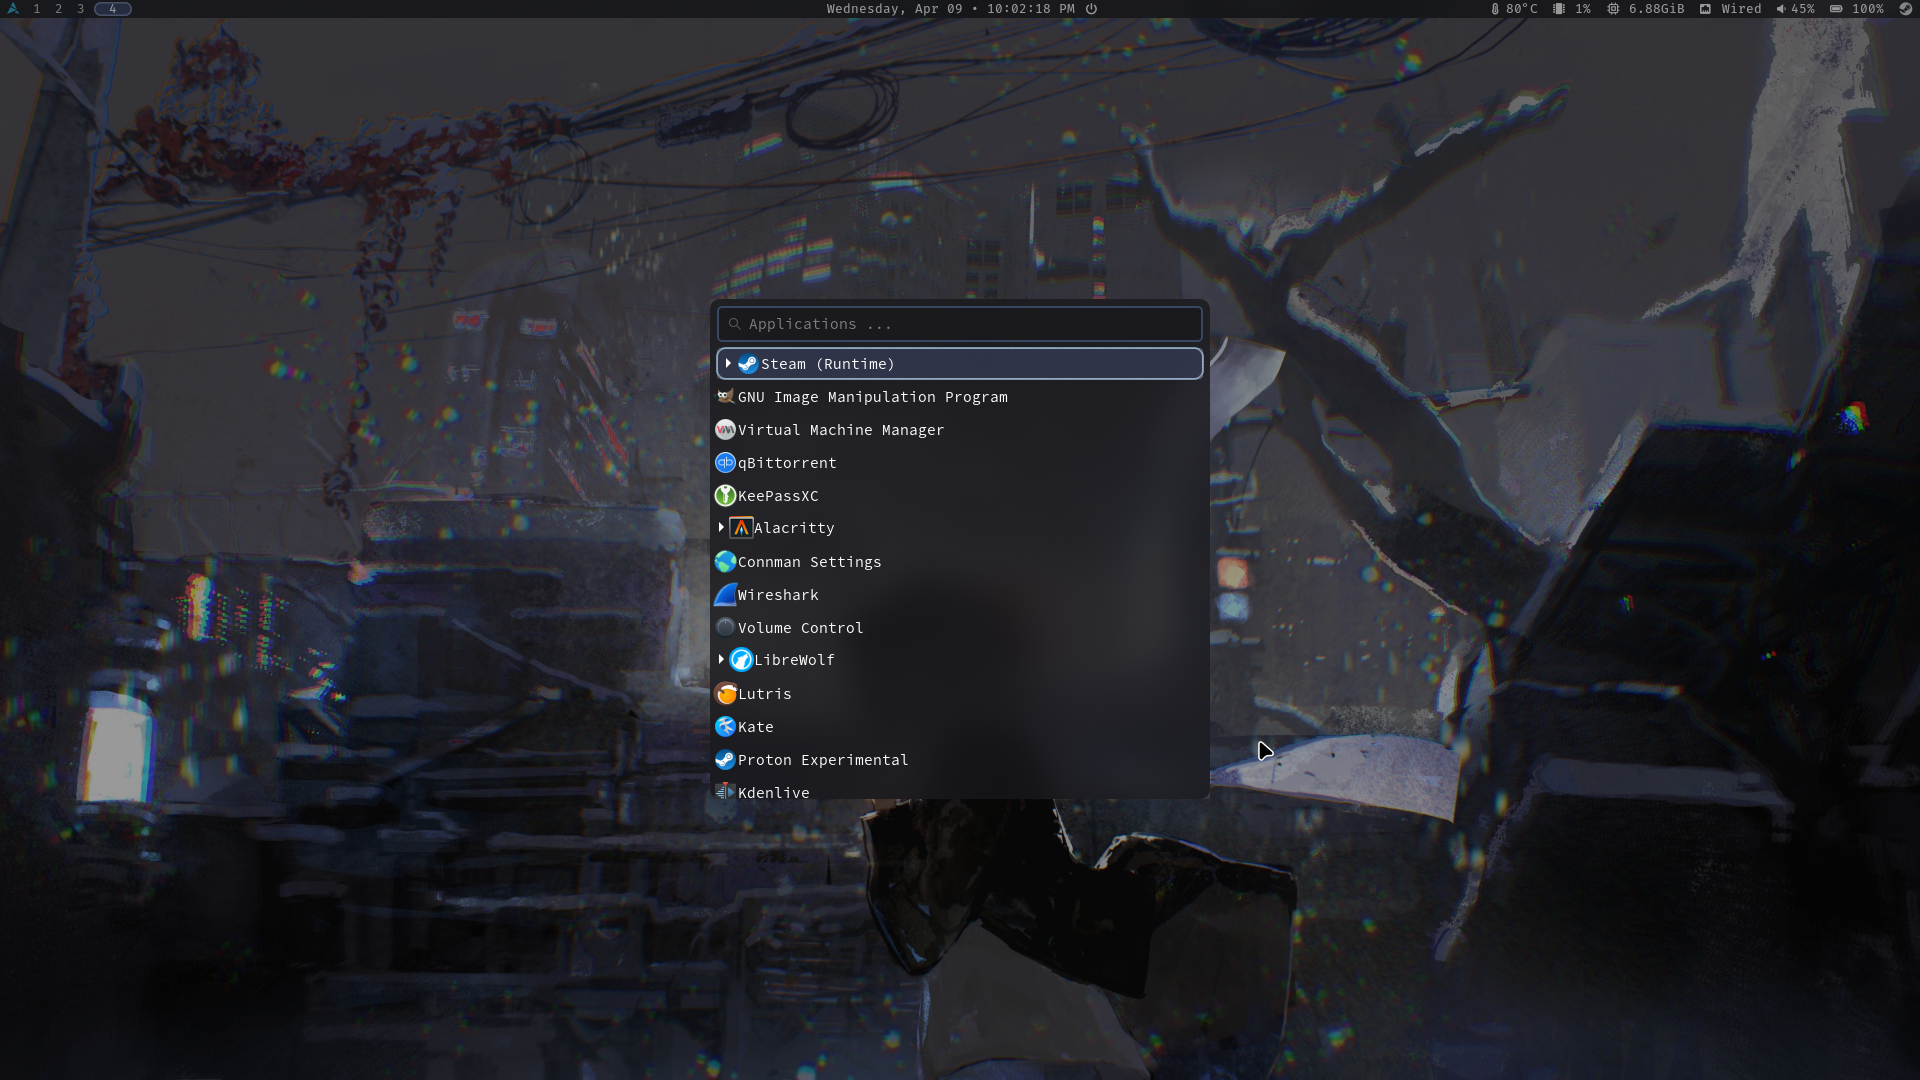 1 2 3 4
Wednesday, Apr 09 • 10:02:18 PM
80°C 1% 6.88GiB Wired 45% 100%
Applications ...
Steam (Runtime)
GNU Image Manipulation Program
Virtual Machine Manager
qBittorrent
KeePassXC
Alacritty
Connman Settings
Wireshark
Volume Control
LibreWolf
Lutris
Kate
Proton Experimental
Kdenlive